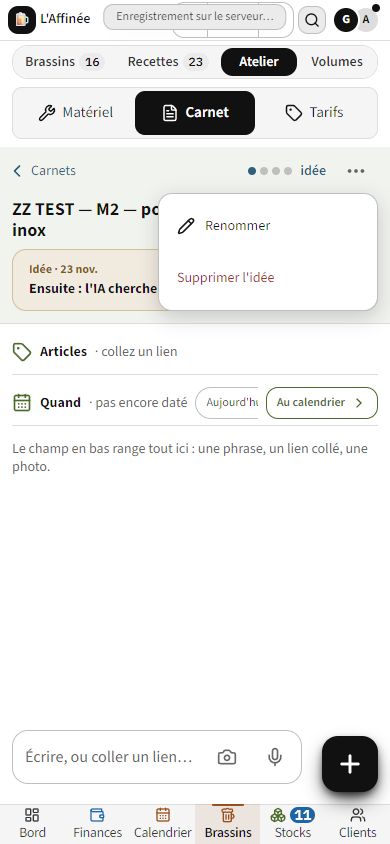 L'Affinée
Enregistrement sur le serveur…
G
A
Brassins 16
Recettes 23
Atelier
Volumes
Matériel
Carnet
Tarifs
Carnets
idée
ZZ TEST — M2 —
inox
Renommer
Supprimer l'idée
Idée · 23 nov.
Ensuite : l'IA cherche
Articles · collez un lien
Quand · pas encore daté
Au calendrier
Le champ en bas range tout ici : une phrase, un lien collé, une
photo.
Écrire, ou coller un lien…
Bord
Finances
Calendrier
Brassins
11
Stocks
Clients